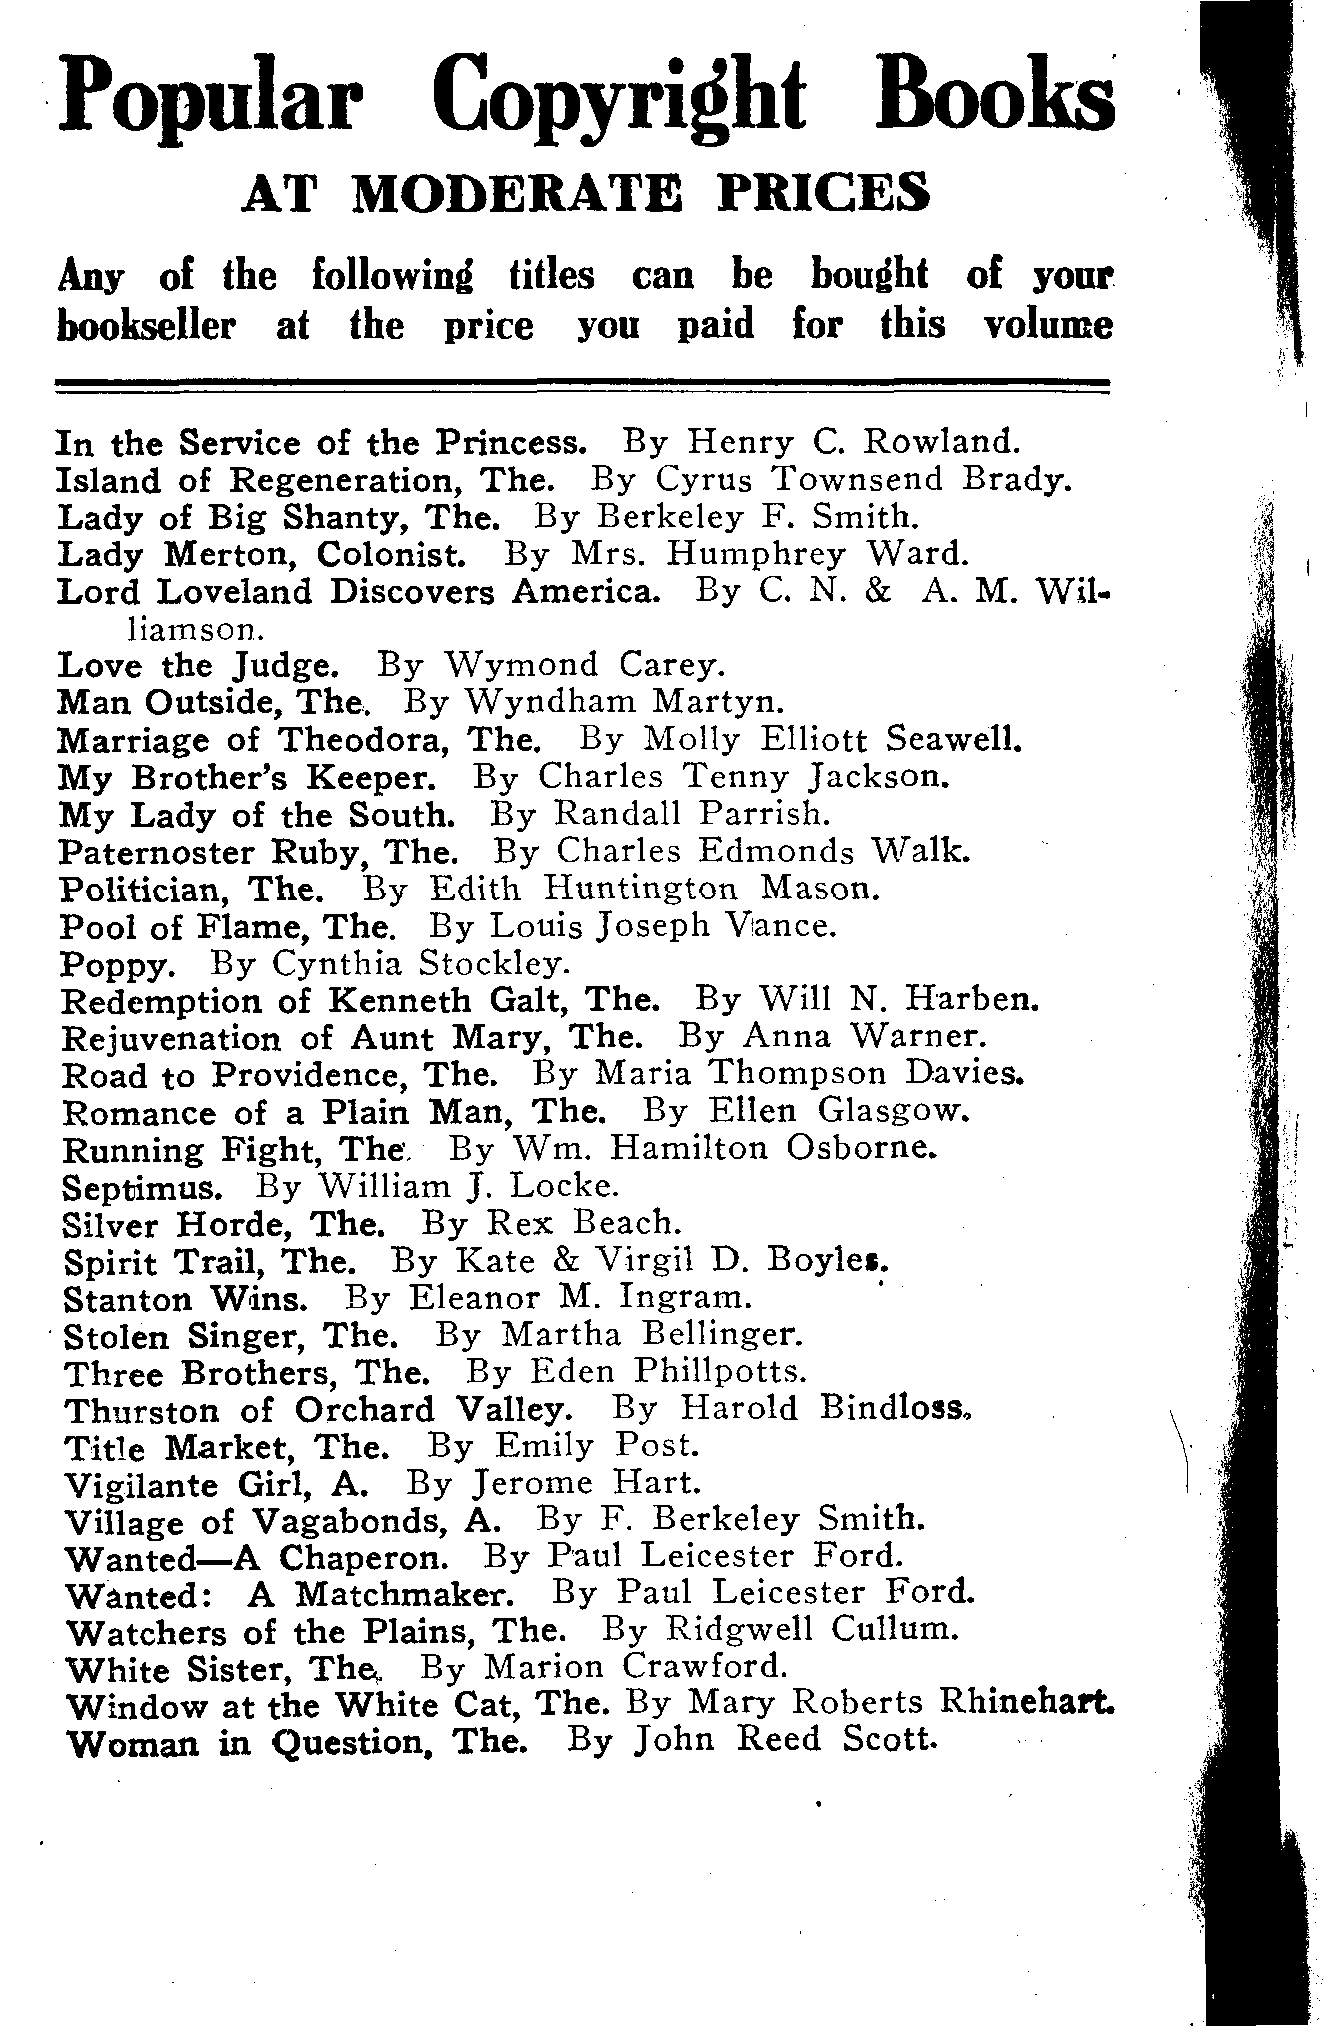 Popular Copyright Books
AT MODERATE PRICES
Any of the following titles can be bought of your
bookseller at the price you paid for this volume
In the Service of the Princess. By Henry C. Rowland.
Island of Regeneration, The. By Cyrus Townsend Brady.
Lady of Big Shanty, The. By Berkeley F. Smith.
Lady Merton, Colonist. By Mrs. Humphrey Ward.
Lord Loveland Discovers America. By C. N. & A. M. Wil-
liamson.
Love the Judge. By Wymond Carey.
Man Outside, The. By Wyndham Martyn.
Marriage of Theodora, The. By Molly Elliott Seawell.
My Brother's Keeper. By Charles Tenny Jackson.
My Lady of the South. By Randall Parrish.
Paternoster Ruby, The. By Charles Edmonds Walk.
Politician, The. By Edith Huntington Mason.
Pool of Flame, The. By Louis Joseph Vance.
Poppy. By Cynthia Stockley.
Redemption of Kenneth Galt, The. By Will N. Harben.
Rejuvenation of Aunt Mary, The. By Anna Warner.
Road to Providence, The. By Maria Thompson Davies.
Romance of a Plain Man, The. By Ellen Glasgow.
Running Fight, The. By Wm. Hamilton Osborne.
Septimus. By William J. Locke.
Silver Horde, The. By Rex Beach.
Spirit Trail, The. By Kate & Virgil D. Boyles.
Stanton Wins. By Eleanor M. Ingram.
Stolen Singer, The. By Martha Bellinger.
Three Brothers, The. By Eden Phillpotts.
Thurston of Orchard Valley. By Harold Bindloss.
Title Market, The. By Emily Post.
Vigilante Girl, A. By Jerome Hart.
Village of Vagabonds, A. By F. Berkeley Smith.
Wanted—A Chaperon. By Paul Leicester Ford.
Wanted: A Matchmaker. By Paul Leicester Ford.
Watchers of the Plains, The. By Ridgwell Cullum.
White Sister, The. By Marion Crawford.
Window at the White Cat, The. By Mary Roberts Rhinehart.
Woman in Question, The. By John Reed Scott.